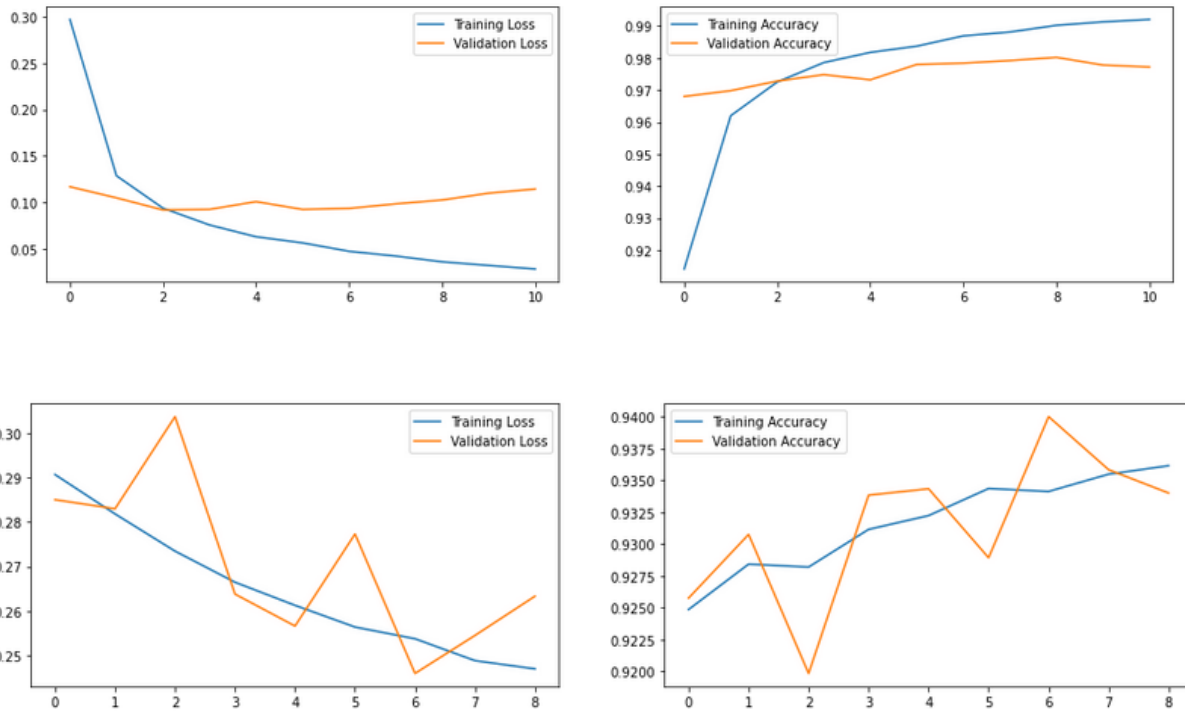 0.30
0.25
0.20
0.15
0.10
0.05
0 2 4 6 8 10
Training Loss
Validation Loss
0.99
0.98
0.97
0.96
0.95
0.94
0.93
0.92
0 2 4 6 8 10
Training Accuracy
Validation Accuracy
.30
.29
.28
.27
.26
.25
0 1 2 3 4 5 6 7 8
Training Loss
Validation Loss
0.9400
0.9375
0.9350
0.9325
0.9300
0.9275
0.9250
0.9225
0.9200
0 1 2 3 4 5 6 7 8
Training Accuracy
Validation Accuracy